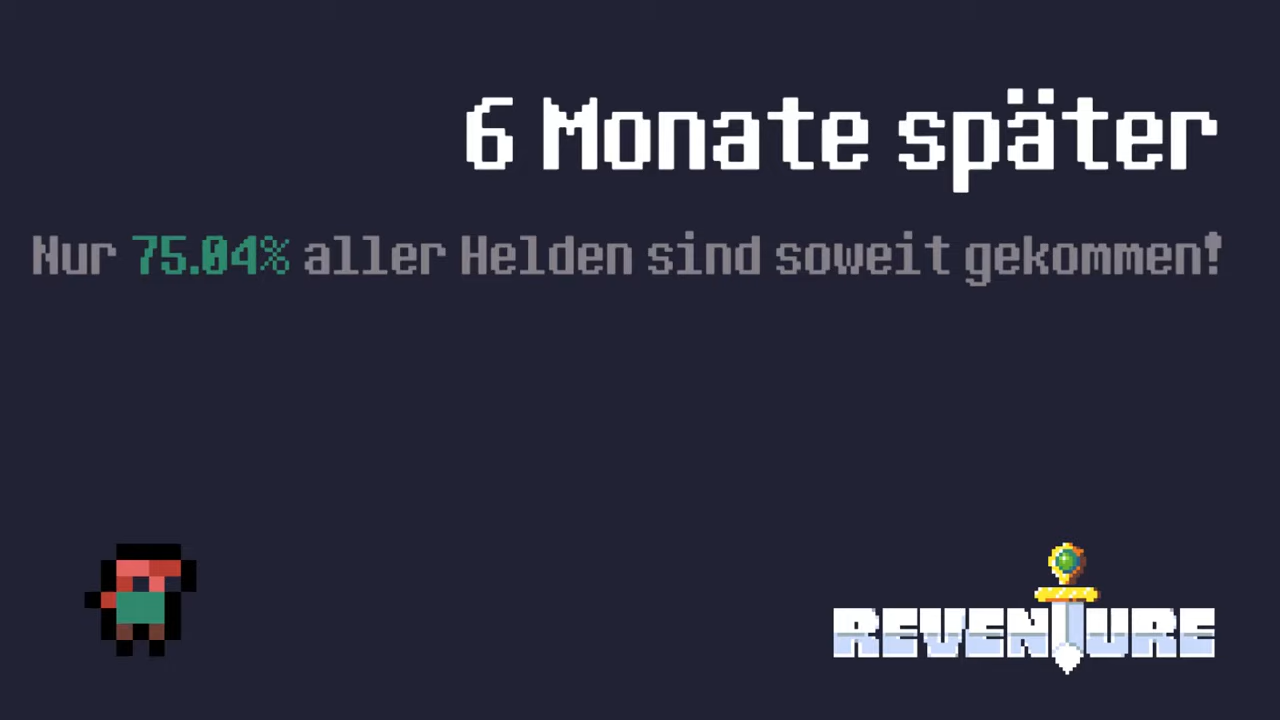 6 Monate später
Nur 75.04% aller Helden sind soweit gekommen!
REVENTURE